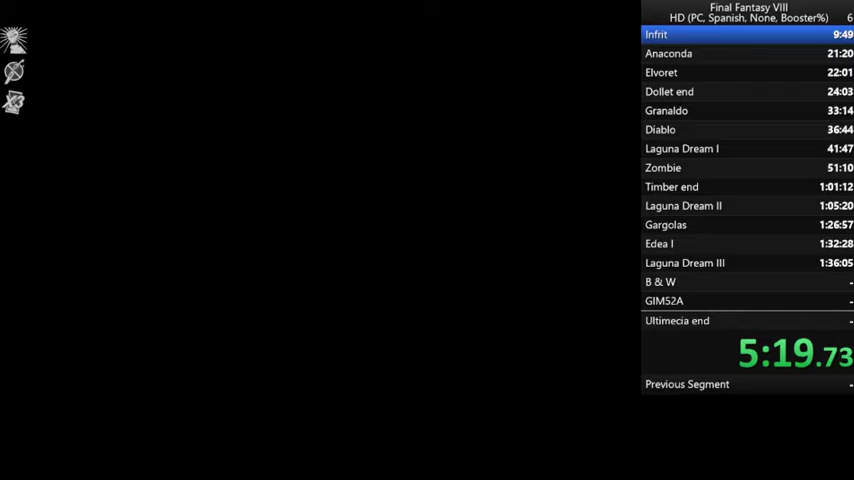 Final Fantasy VIII
HD (PC, Spanish, None, Booster%) 6
Infrit 9:49
Anaconda 21:20
Elvoret 22:01
Dollet end 24:03
Granaldo 33:14
Diablo 36:44
Laguna Dream I 41:47
Zombie 51:10
Timber end 1:01:12
Laguna Dream II 1:05:20
Gargolas 1:26:57
Edea I 1:32:28
Laguna Dream III 1:36:05
B & W -
GIM52A -
Ultimecia end -
5:19.73
Previous Segment -
X3